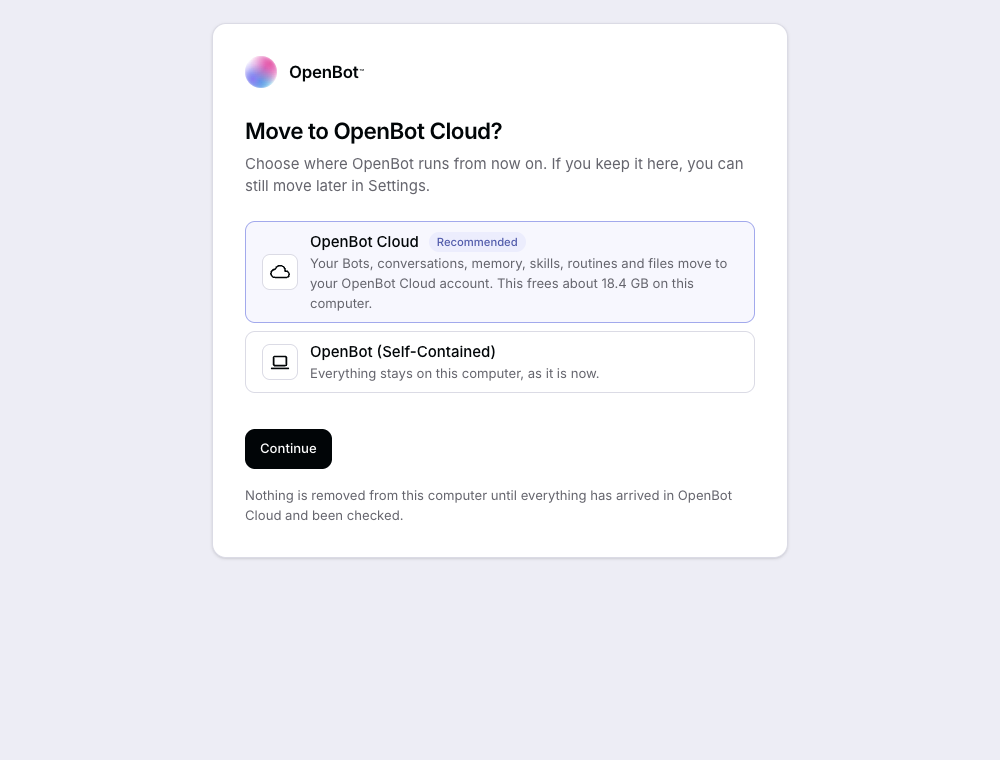 OpenBot™
Move to OpenBot Cloud?
Choose where OpenBot runs from now on. If you keep it here, you can
still move later in Settings.
OpenBot Cloud Recommended
Your Bots, conversations, memory, skills, routines and files move to
your OpenBot Cloud account. This frees about 18.4 GB on this
computer.
OpenBot (Self-Contained)
Everything stays on this computer, as it is now.
Continue
Nothing is removed from this computer until everything has arrived in OpenBot
Cloud and been checked.